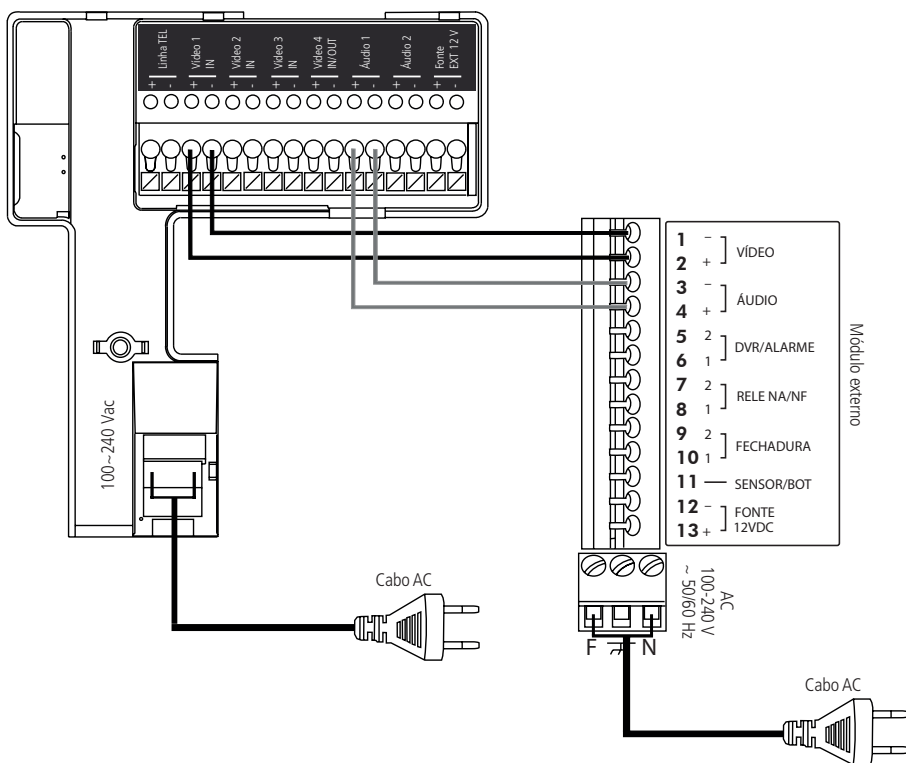 Linha TEL
+ -
Vídeo 1
IN
+ -
Vídeo 2
IN
+ -
Vídeo 3
IN
+ -
Vídeo 4
IN/OUT
+ -
Áudio 1
+ -
Áudio 2
+ -
Fonte
EXT 12 V
+ -
100~240 Vac
Cabo AC
1 -
2 +
VÍDEO
3 -
4 +
ÁUDIO
5 2
6 1
DVR/ALARME
7 2
8 1
RELE NA/NF
9 2
10 1
FECHADURA
11 SENSOR/BOT
12 -
13 +
FONTE
12VDC
Módulo externo
AC
100-240 V
~ 50/60 Hz
F N
Cabo AC